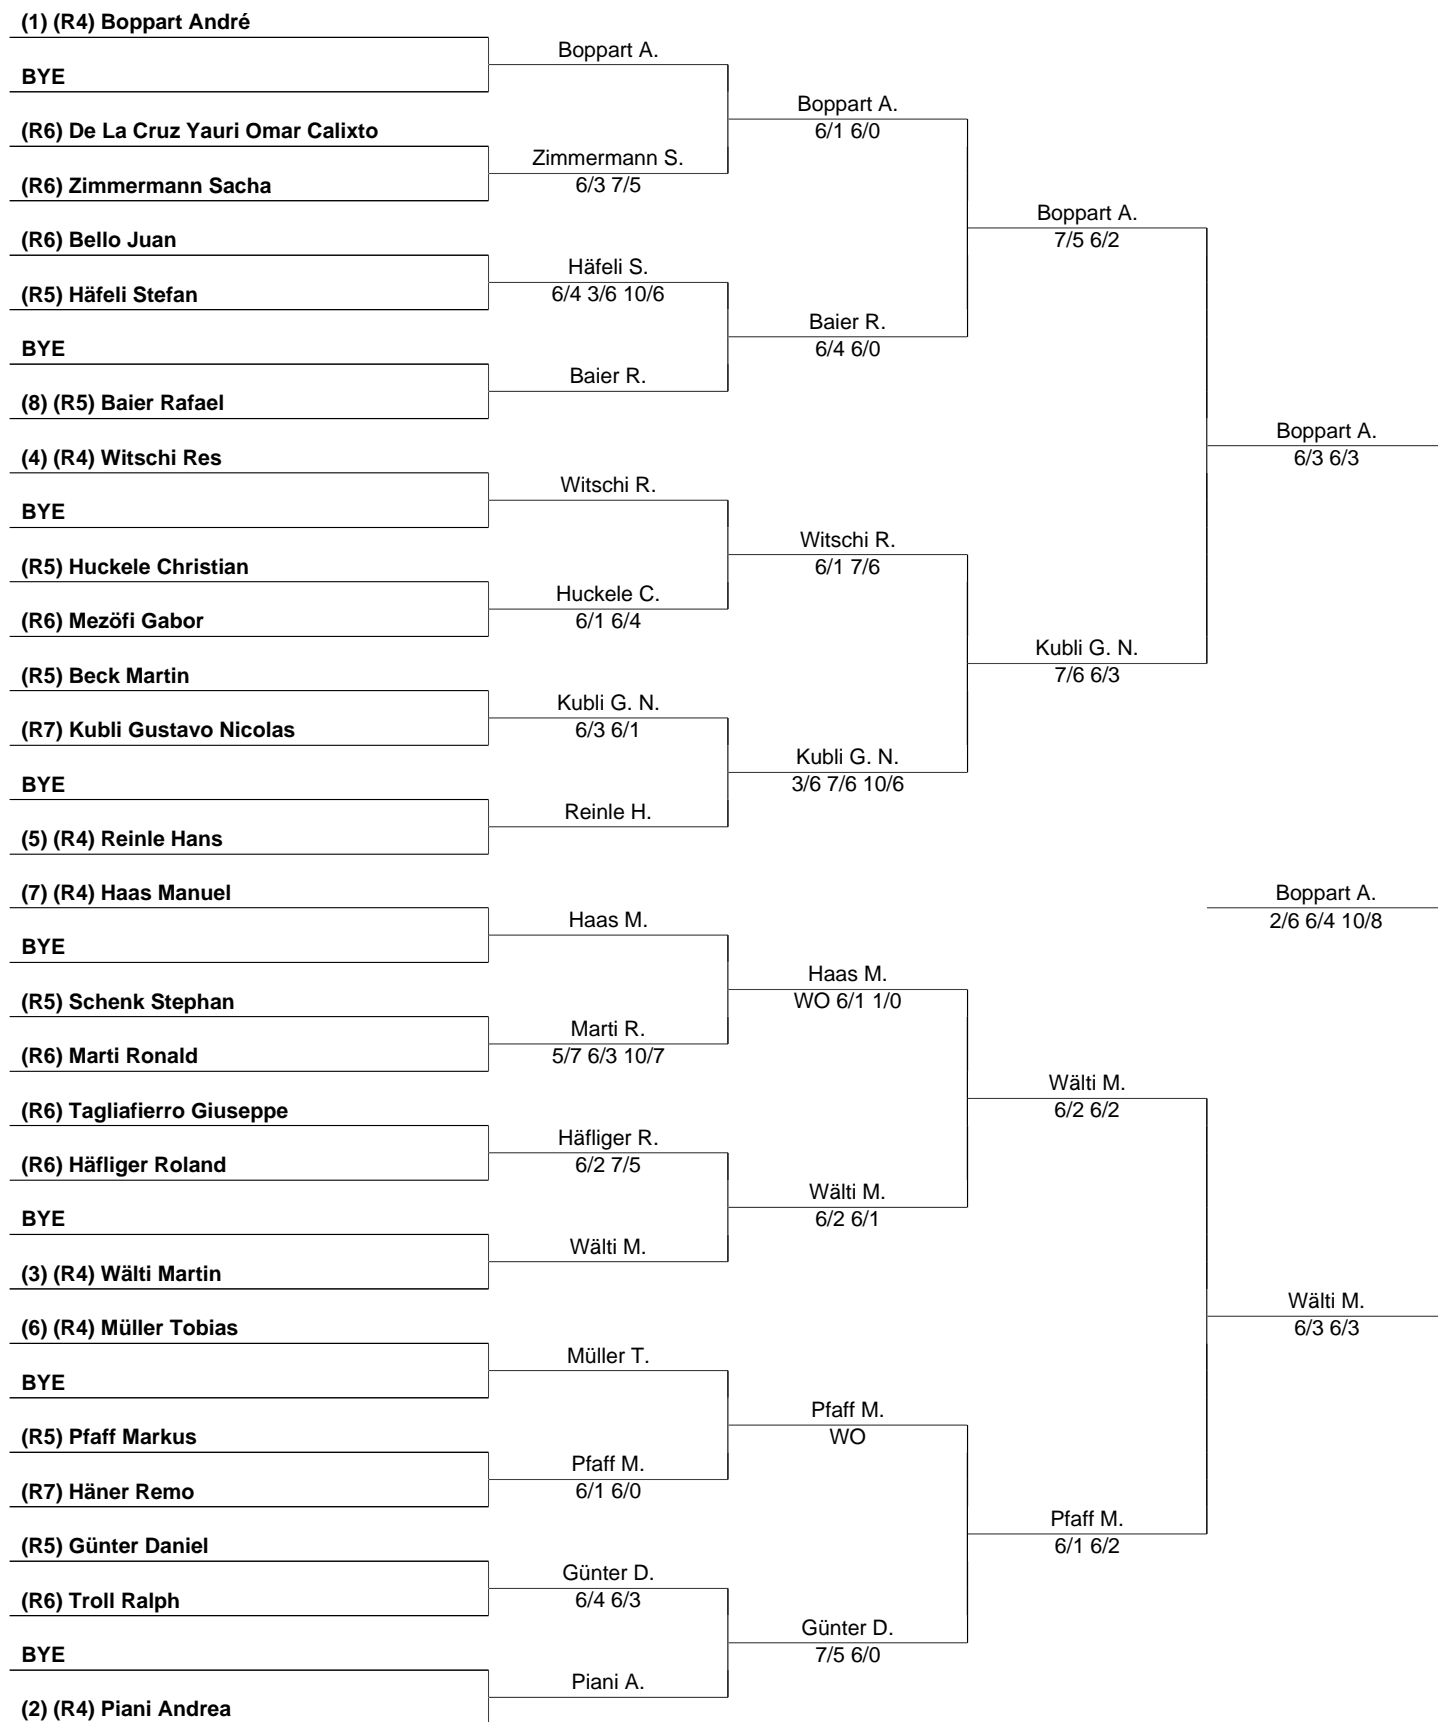 (1) (R4) Boppart André
Boppart A.
BYE
Boppart A.
6/1 6/0
(R6) De La Cruz Yauri Omar Calixto
Zimmermann S.
6/3 7/5
(R6) Zimmermann Sacha
Boppart A.
7/5 6/2
(R6) Bello Juan
Häfeli S.
6/4 3/6 10/6
(R5) Häfeli Stefan
Baier R.
6/4 6/0
BYE
Baier R.
(8) (R5) Baier Rafael
Boppart A.
6/3 6/3
(4) (R4) Witschi Res
Witschi R.
BYE
Witschi R.
6/1 7/6
(R5) Huckele Christian
Huckele C.
6/1 6/4
(R6) Mezöfi Gabor
Kubli G. N.
7/6 6/3
(R5) Beck Martin
Kubli G. N.
6/3 6/1
(R7) Kubli Gustavo Nicolas
Kubli G. N.
3/6 7/6 10/6
BYE
Reinle H.
(5) (R4) Reinle Hans
(7) (R4) Haas Manuel
Boppart A.
2/6 6/4 10/8
Haas M.
BYE
Haas M.
WO 6/1 1/0
(R5) Schenk Stephan
Marti R.
5/7 6/3 10/7
(R6) Marti Ronald
Wälti M.
6/2 6/2
(R6) Tagliafierro Giuseppe
Häfliger R.
6/2 7/5
(R6) Häfliger Roland
Wälti M.
6/2 6/1
BYE
Wälti M.
(3) (R4) Wälti Martin
Wälti M.
6/3 6/3
(6) (R4) Müller Tobias
Müller T.
BYE
Pfaff M.
WO
(R5) Pfaff Markus
Pfaff M.
6/1 6/0
(R7) Häner Remo
Pfaff M.
6/1 6/2
(R5) Günter Daniel
Günter D.
6/4 6/3
(R6) Troll Ralph
Günter D.
7/5 6/0
BYE
Piani A.
(2) (R4) Piani Andrea